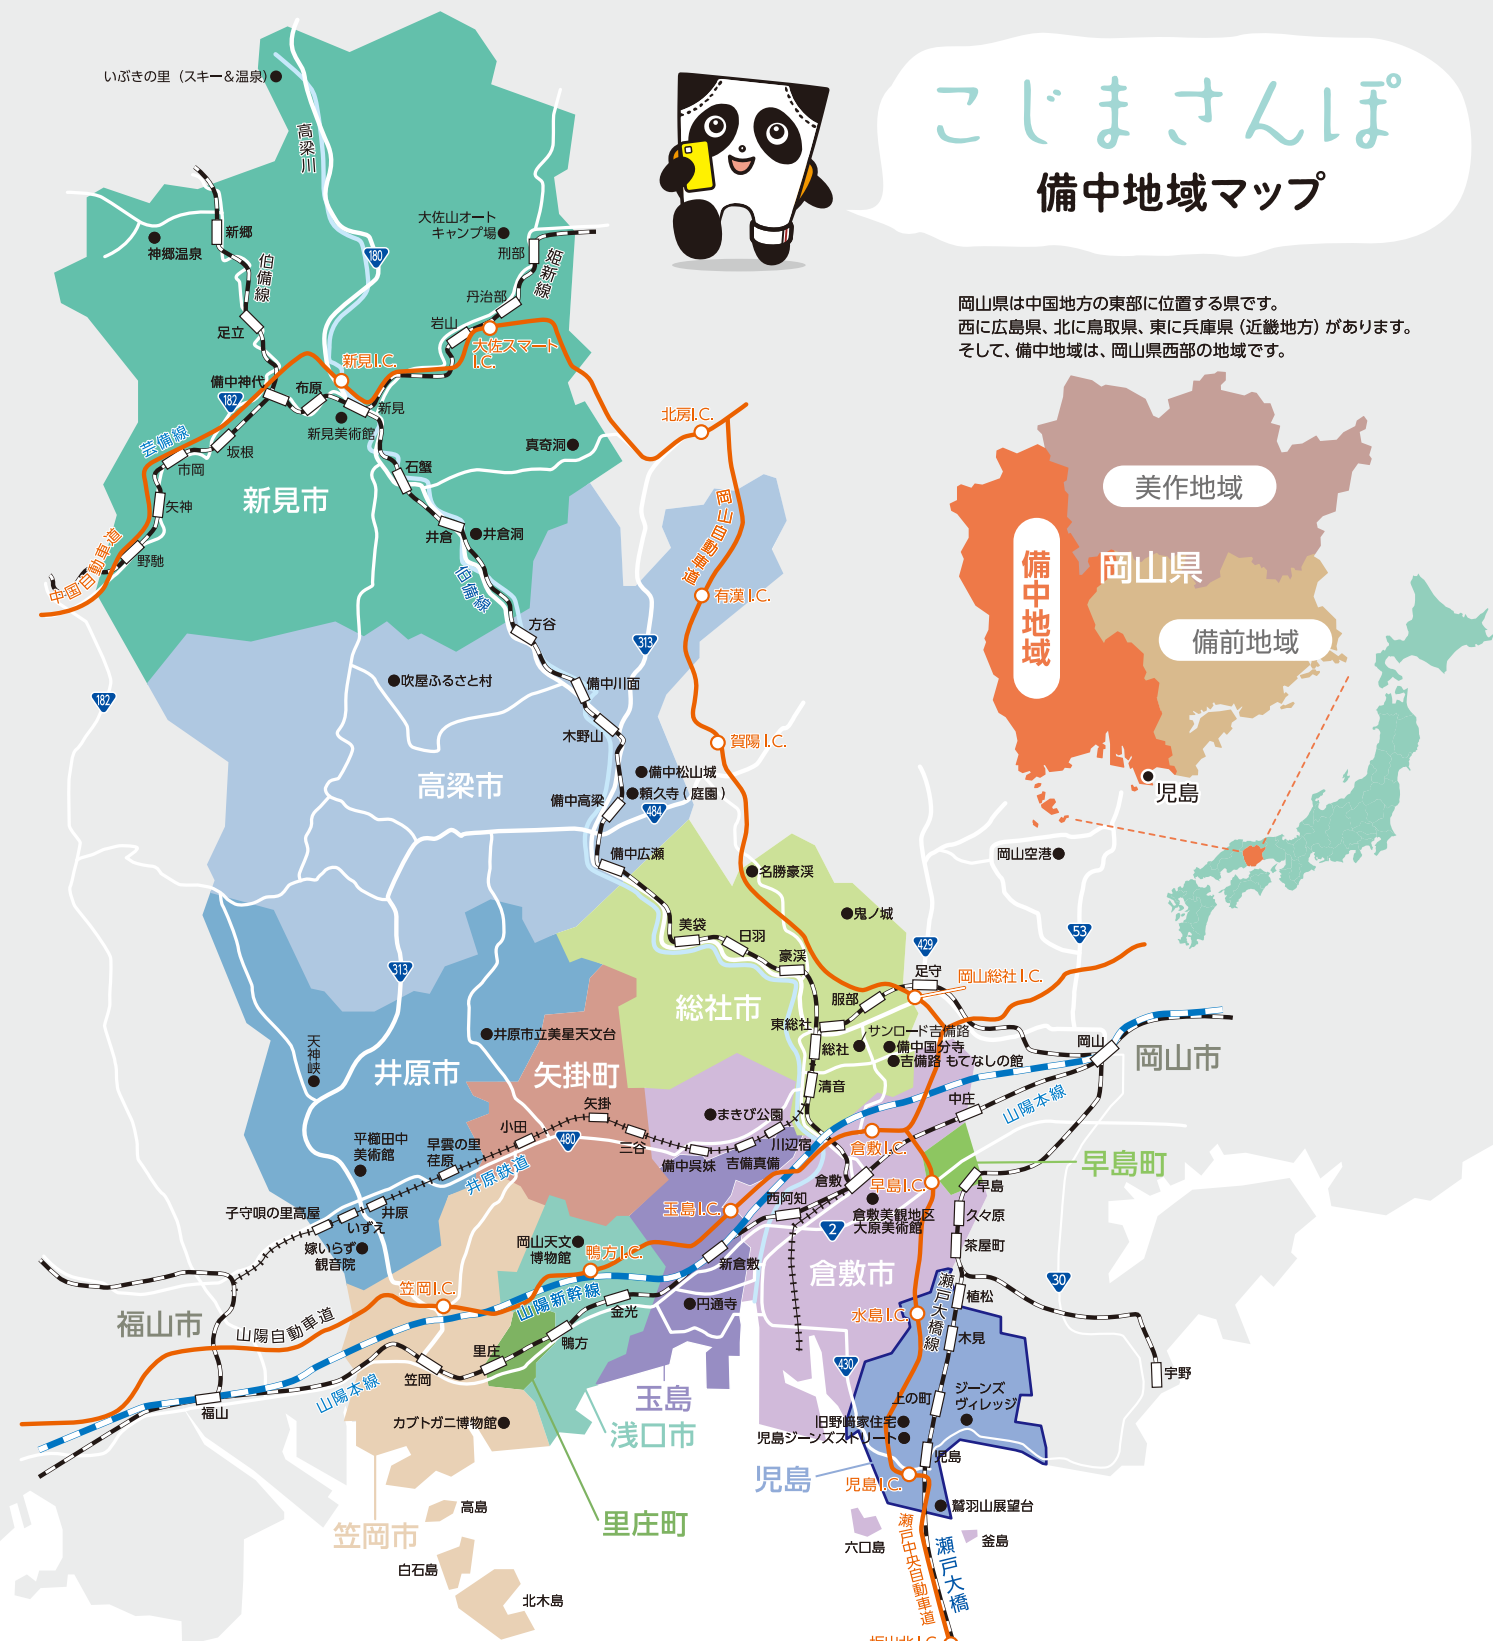 こじまさんぽ
備中地域マップ
岡山県は中国地方の東部に位置する県です。
西に広島県、北に鳥取県、東に兵庫県（近畿地方）があります。
そして、備中地域は、岡山県西部の地域です。
美作地域
岡山県
備中地域
備前地域
児島
いぶきの里（スキー＆温泉）
高梁川
180
新郷
神郷温泉
伯備線
足立
大佐山オート
キャンプ場
刑部
姫新線
丹治部
岩山
大佐スマート
I.C.
新見I.C.
備中神代
布原
182
新見
新見美術館
芸備線
坂根
市岡
矢神
野馳
中国自動車道
新見市
石蟹
真奇洞
井倉
井倉洞
伯備線
北房I.C.
岡山自動車道
有漢I.C.
方谷
313
182
吹屋ふるさと村
備中川面
木野山
賀陽I.C.
高梁市
備中松山城
頼久寺（庭園）
備中高梁
484
備中広瀬
名勝豪渓
鬼ノ城
岡山空港
美袋
日羽
豪渓
429
53
足守
岡山総社I.C.
313
総社市
服部
東総社
サンロード吉備路
総社
備中国分寺
吉備路 もてなしの館
岡山
岡山市
井原市立美星天文台
天神峡
井原市
矢掛町
清音
中庄
山陽本線
まきび公園
矢掛
小田
480
三谷
備中呉妹
吉備真備
川辺宿
平櫛田中
美術館
早雲の里
荏原
井原鉄道
倉敷I.C.
早島町
倉敷
早島I.C.
早島
玉島I.C.
西阿知
倉敷美観地区
大原美術館
久々原
子守唄の里高屋
いずえ
井原
2
茶屋町
嫁いらず
観音院
岡山天文
博物館
鴨方I.C.
新倉敷
倉敷市
30
笠岡I.C.
山陽新幹線
金光
円通寺
水島I.C.
瀬戸大橋線
植松
福山市
山陽自動車道
木見
里庄
鴨方
430
宇野
笠岡
山陽本線
福山
玉島
上の町
ジーンズ
ヴィレッジ
カブトガニ博物館
浅口市
旧野﨑家住宅
児島ジーンズストリート
児島
児島
児島I.C.
高島
里庄町
鷲羽山展望台
笠岡市
六口島
瀬戸中央自動車道
瀬戸大橋
釜島
白石島
北木島